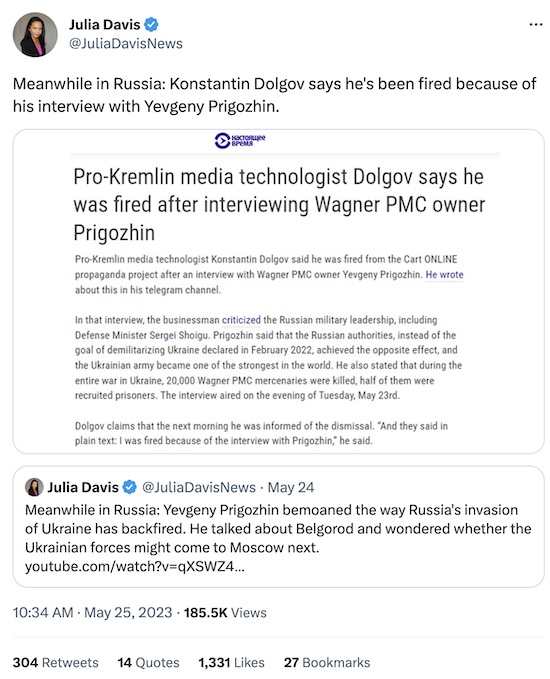 Julia Davis
@JuliaDavisNews
Meanwhile in Russia: Konstantin Dolgov says he's been fired because of
his interview with Yevgeny Prigozhin.
НАСТОЯЩЕЕ
ВРЕМЯ
Pro-Kremlin media technologist Dolgov says he
was fired after interviewing Wagner PMC owner
Prigozhin
Pro-Kremlin media technologist Konstantin Dolgov said he was fired from the Cart ONLINE
propaganda project after an interview with Wagner PMC owner Yevgeny Prigozhin. He wrote
about this in his telegram channel.
In that interview, the businessman criticized the Russian military leadership, including
Defense Minister Sergei Shoigu. Prigozhin said that the Russian authorities, instead of the
goal of demilitarizing Ukraine declared in February 2022, achieved the opposite effect, and
the Ukrainian army became one of the strongest in the world. He also stated that during the
entire war in Ukraine, 20,000 Wagner PMC mercenaries were killed, half of them were
recruited prisoners. The interview aired on the evening of Tuesday, May 23rd.
Dolgov claims that the next morning he was informed of the dismissal. "And they said in
plain text: I was fired because of the interview with Prigozhin," he said.
Julia Davis @JuliaDavisNews · May 24
Meanwhile in Russia: Yevgeny Prigozhin bemoaned the way Russia's invasion
of Ukraine has backfired. He talked about Belgorod and wondered whether the
Ukrainian forces might come to Moscow next.
youtube.com/watch?v=qXSWZ4...
10:34 AM · May 25, 2023 · 185.5K Views
304 Retweets 14 Quotes 1,331 Likes 27 Bookmarks